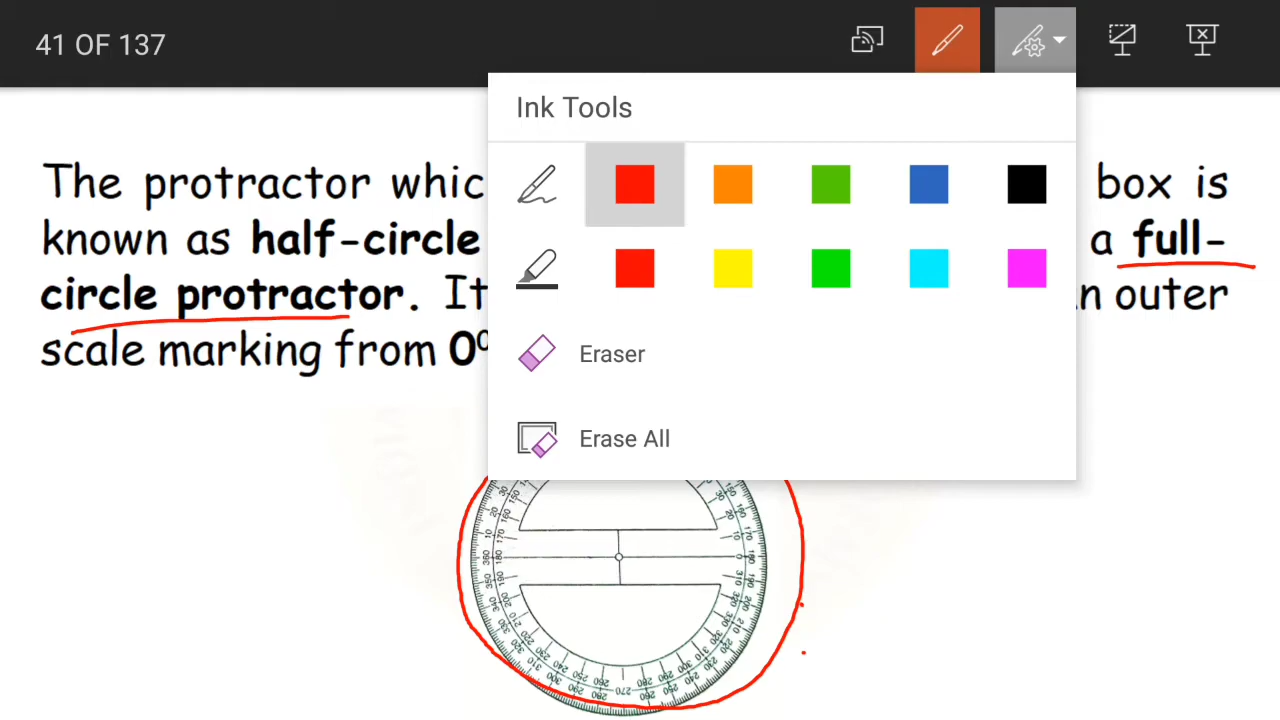 41 OF 137
Ink Tools
Eraser
Erase All
The protractor whic box is
known as half-circle a full-
circle protractor. It n outer
scale marking from 0⁰